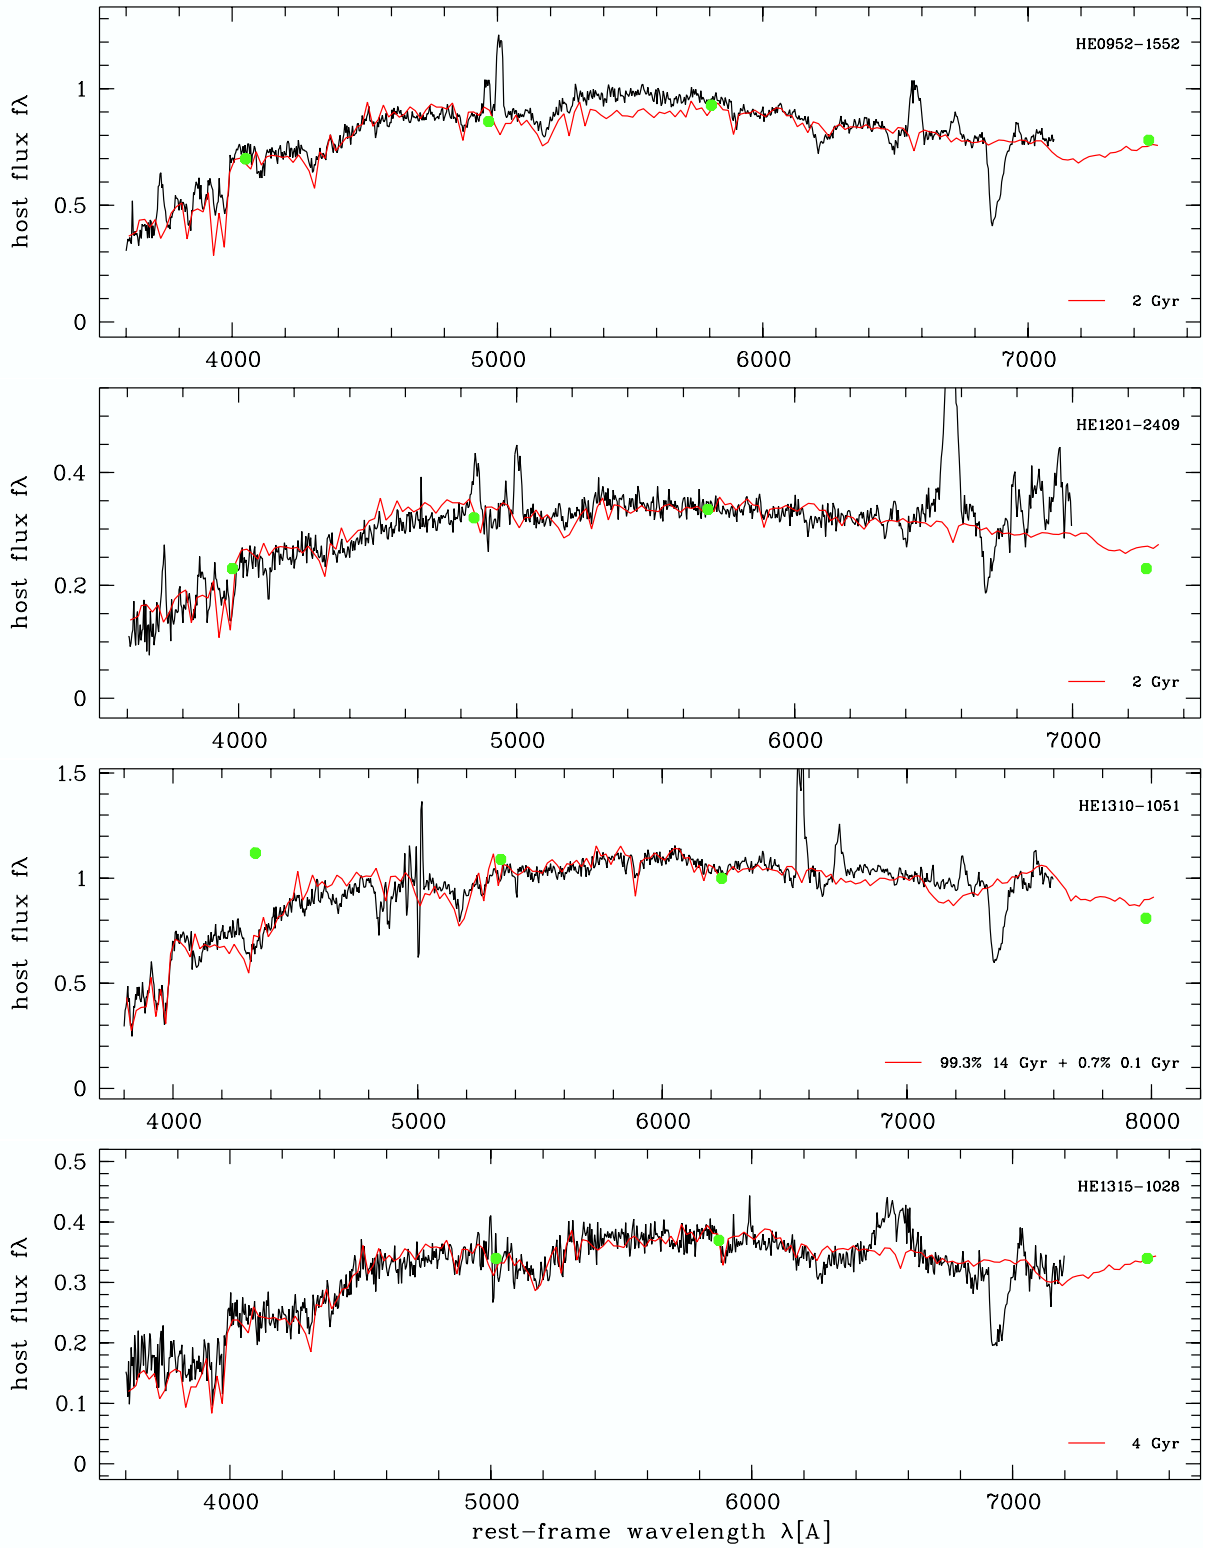 HE0952-1552
1
0.5
0
host flux fλ
2 Gyr
4000 5000 6000 7000
HE1201-2409
0.4
0.2
0
host flux fλ
2 Gyr
4000 5000 6000 7000
1.5
HE1310-1051
1
0.5
0
host flux fλ
99.3% 14 Gyr + 0.7% 0.1 Gyr
4000 5000 6000 7000 8000
0.5
HE1315-1028
0.4
0.3
0.2
0.1
0
host flux fλ
4 Gyr
4000 5000 6000 7000
rest-frame wavelength λ[A]